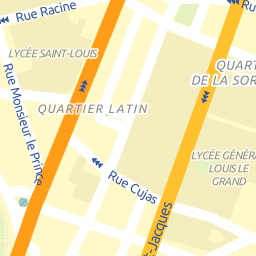 Rue Racine
LYCÉE SAINT-LOUIS
QUART
DE LA SOR
QUARTIER LATIN
Rue Monsieur le Prince
LYCÉE GÉNÉR
LOUIS LE
GRAND
Rue Cujas
-Jacques